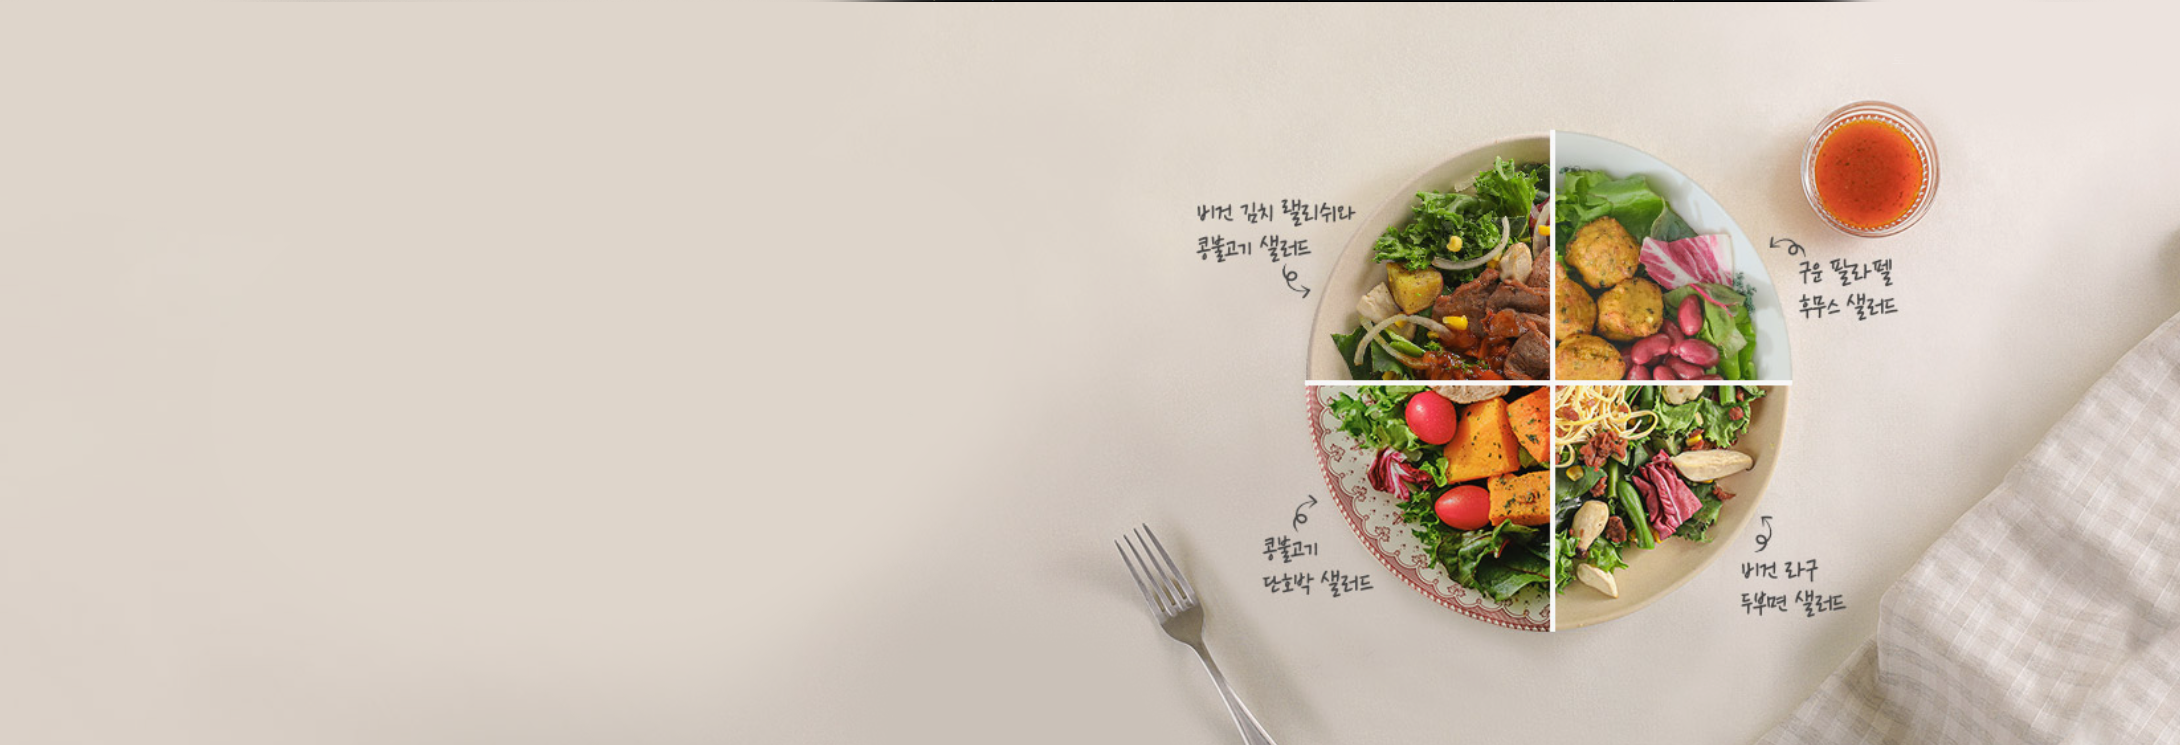 비건 김치 랠리쉬와
콩불고기 샐러드
구운 팔라펠
후무스 샐러드
콩불고기
단호박 샐러드
비건 라구
두부면 샐러드